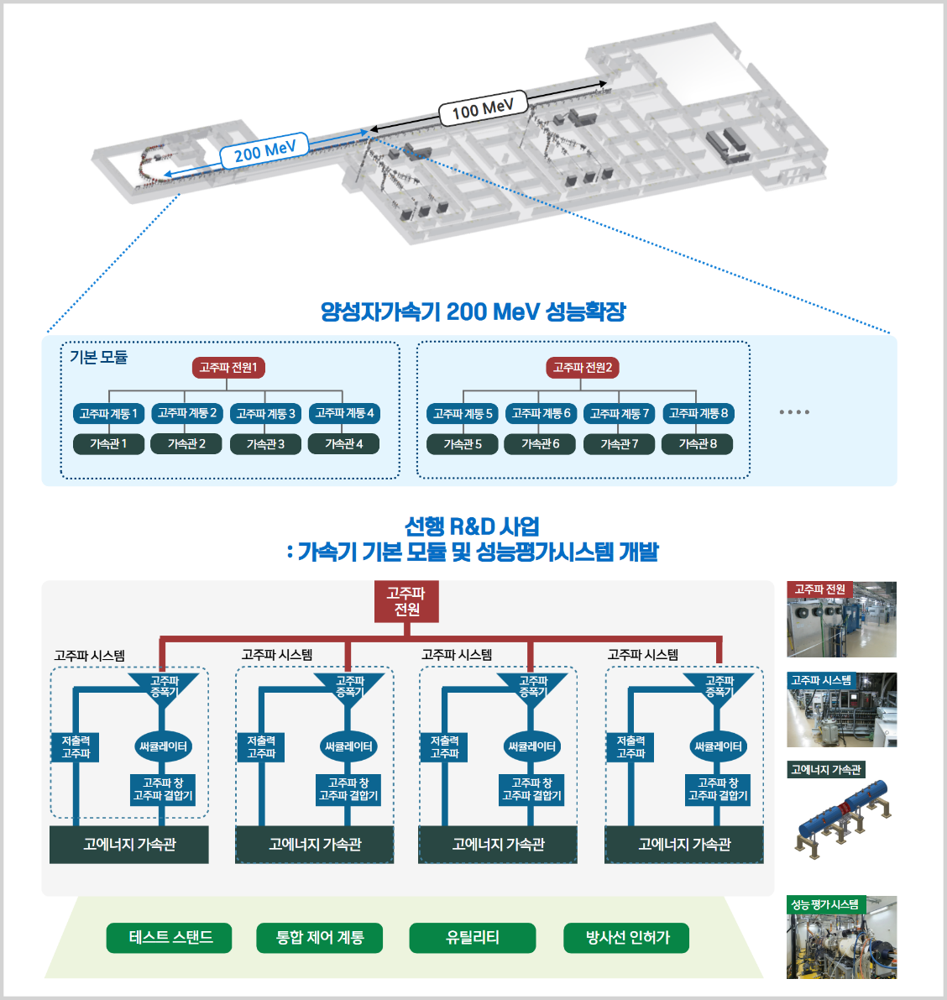 100 MeV
200 MeV
양성자가속기 200 MeV 성능확장
기본 모듈
고주파 전원1
고주파 계통 1
고주파 계통 2
고주파 계통 3
고주파 계통 4
가속관 1
가속관 2
가속관 3
가속관 4
고주파 전원2
고주파 계통 5
고주파 계통 6
고주파 계통 7
고주파 계통 8
가속관 5
가속관 6
가속관 7
가속관 8
선행 R&D 사업
: 가속기 기본 모듈 및 성능평가시스템 개발
고주파
전원
고주파 시스템
고주파
증폭기
저출력
고주파
써큘레이터
고주파 창
고주파 결합기
고에너지 가속관
고주파 시스템
고주파
증폭기
저출력
고주파
써큘레이터
고주파 창
고주파 결합기
고에너지 가속관
고주파 시스템
고주파
증폭기
저출력
고주파
써큘레이터
고주파 창
고주파 결합기
고에너지 가속관
고주파 시스템
고주파
증폭기
저출력
고주파
써큘레이터
고주파 창
고주파 결합기
고에너지 가속관
고주파 전원
고주파 시스템
고에너지 가속관
성능 평가 시스템
테스트 스탠드
통합 제어 계통
유틸리티
방사선 인허가